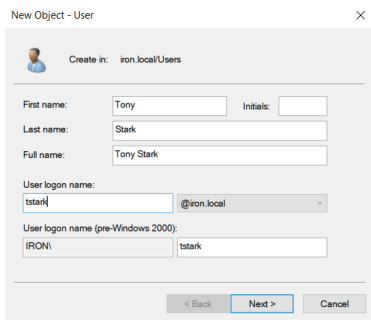 New Object - User
Create in: iron.local/Users
First name: Tony Initials:
Last name: Stark
Full name: Tony Stark
User logon name:
tstark @iron.local
User logon name (pre-Windows 2000):
IRON\ tstark
< Back Next > Cancel